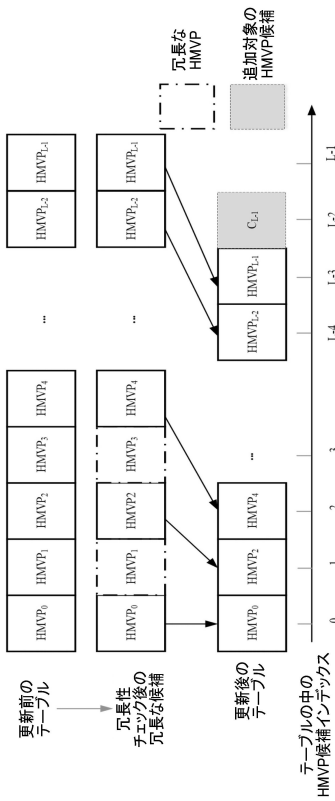 更新前の
テーブル
HMVP0 HMVP1 HMVP2 HMVP3 HMVP4 ... HMVPL-2 HMVPL-1
冗長性
チェック後の
冗長な候補
HMVP0 HMVP1 HMVP2 HMVP3 HMVP4 ... HMVPL-2 HMVPL-1
冗長な
HMVP
更新後の
テーブル
HMVP0 HMVP2 HMVP4 ... HMVPL-2 HMVPL-1 CL-1
追加対象の
HMVP候補
テーブルの中の
HMVP候補インデックス
0 1 2 3 L-4 L-3 L-2 L-1